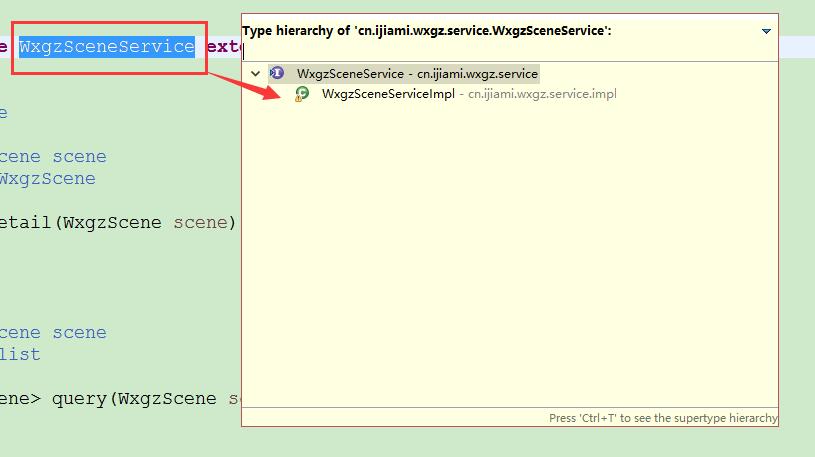 Type hierarchy of 'cn.ijiami.wxgz.service.WxgzSceneService':
e WxgzSceneService exte
WxgzSceneService - cn.ijiami.wxgz.service
WxgzSceneServiceImpl - cn.ijiami.wxgz.service.impl
e
cene scene
WxgzScene
etail(WxgzScene scene)
cene scene
list
ene> query(WxgzScene s
Press 'Ctrl+T' to see the supertype hierarchy